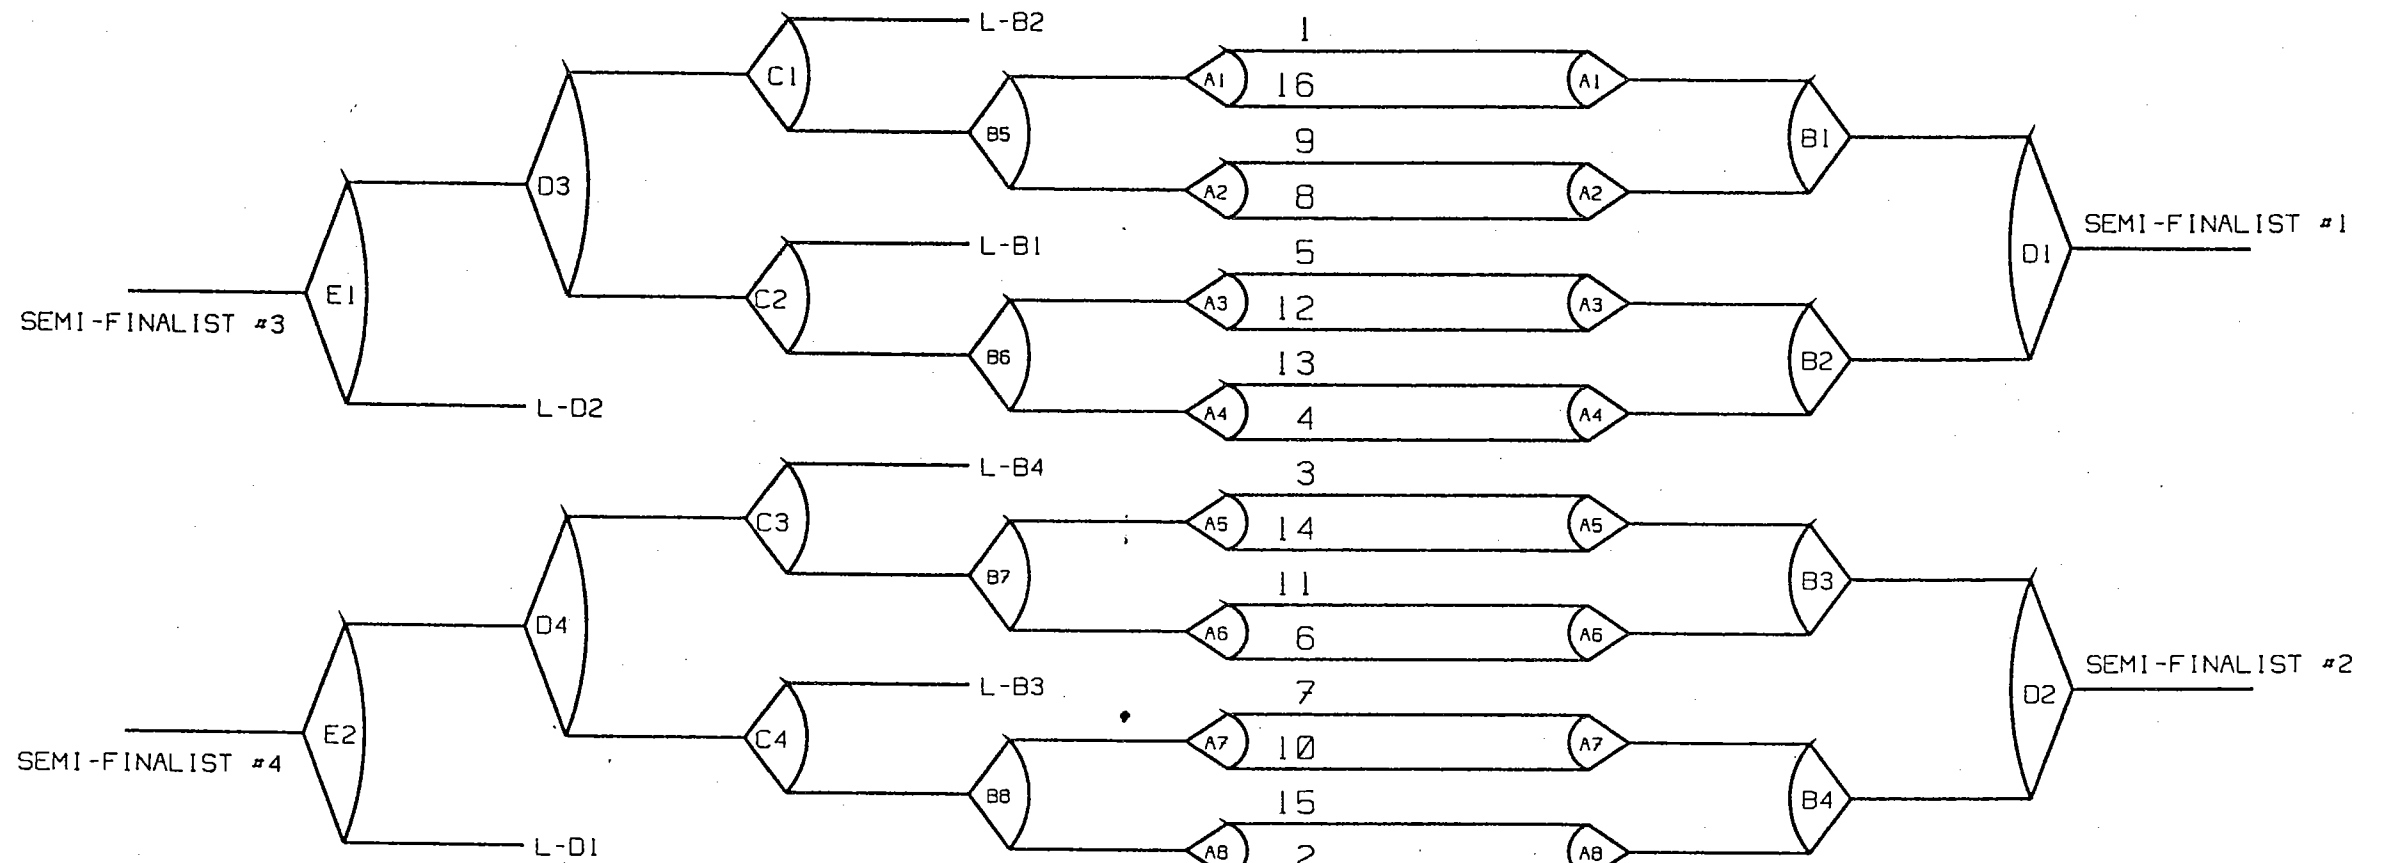 L-B2
1
C1
A1 16 A1
B5
B1
9
D3
A2 8 A2
SEMI-FINALIST #1
L-B1
5
D1
E1
C2
A3 12 A3
SEMI-FINALIST #3
B6
B2
13
L-D2
A4 4 A4
L-B4
3
C3
A5 14 A5
B7
B3
11
D4
A6 6 A6
SEMI-FINALIST #2
L-B3
7
D2
E2
C4
A7 10 A7
SEMI-FINALIST #4
B8
B4
15
L-D1
A8 2 A8